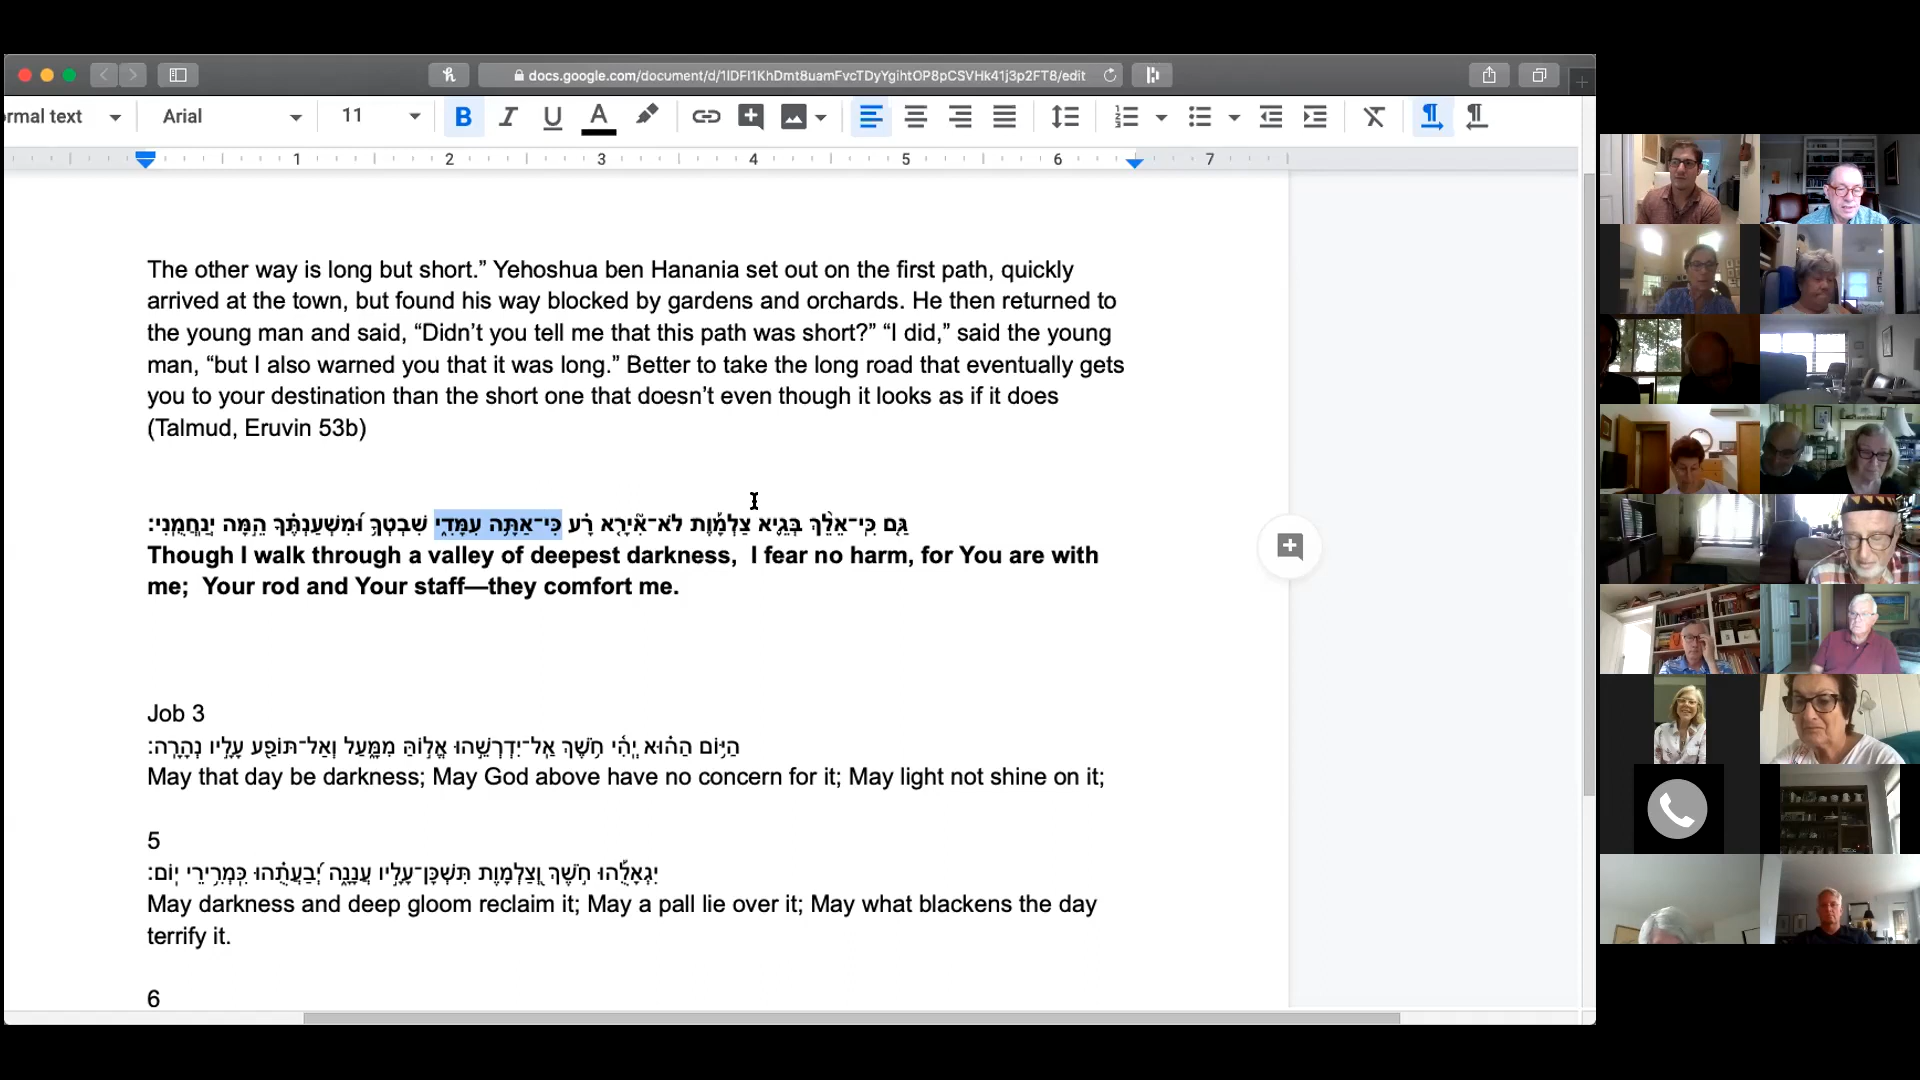 docs.google.com/document/d/1lDFl1KhDmt8uamFvcTDyYgihtOP8pCSVHk41j3p2FT8/edit
rmal text Arial 11 B I U A
1 2 3 4 5 6 7
The other way is long but short.” Yehoshua ben Hanania set out on the first path, quickly
arrived at the town, but found his way blocked by gardens and orchards. He then returned to
the young man and said, “Didn’t you tell me that this path was short?” “I did,” said the young
man, “but I also warned you that it was long.” Better to take the long road that eventually gets
you to your destination than the short one that doesn’t even though it looks as if it does
(Talmud, Eruvin 53b)
גַּ֤ם כִּֽי־אֵלֵ֨ךְ בְּגֵ֪יא צַלְמָ֡וֶת לֹא־אִ֘ירָ֤א רָ֗ע כִּי־אַתָּ֥ה עִמָּדִ֑י שִׁבְטְךָ֥ וּ֝מִשְׁעַנְתֶּ֗ךָ הֵ֣מָּה יְנַֽחֲמֻֽנִי׃
Though I walk through a valley of deepest darkness,  I fear no harm, for You are with
me;  Your rod and Your staff—they comfort me.
Job 3
הַיּ֥וֹם הַה֗וּא יְֽהִ֫י חֹ֥שֶׁךְ אַֽל־יִדְרְשֵׁ֣הוּ אֱל֣וֹהַּ מִמָּ֑עַל וְאַל־תּוֹפַ֖ע עָלָ֣יו נְהָרָֽה׃
May that day be darkness; May God above have no concern for it; May light not shine on it;
5
יִגְאָלֻ֡הוּ חֹ֣שֶׁךְ וְ֭צַלְמָוֶת תִּשְׁכׇּן־עָלָ֣יו עֲנָנָ֑ה יְ֝בַעֲתֻ֗הוּ כִּֽמְרִ֥ירֵי יֽוֹם׃
May darkness and deep gloom reclaim it; May a pall lie over it; May what blackens the day
terrify it.
6